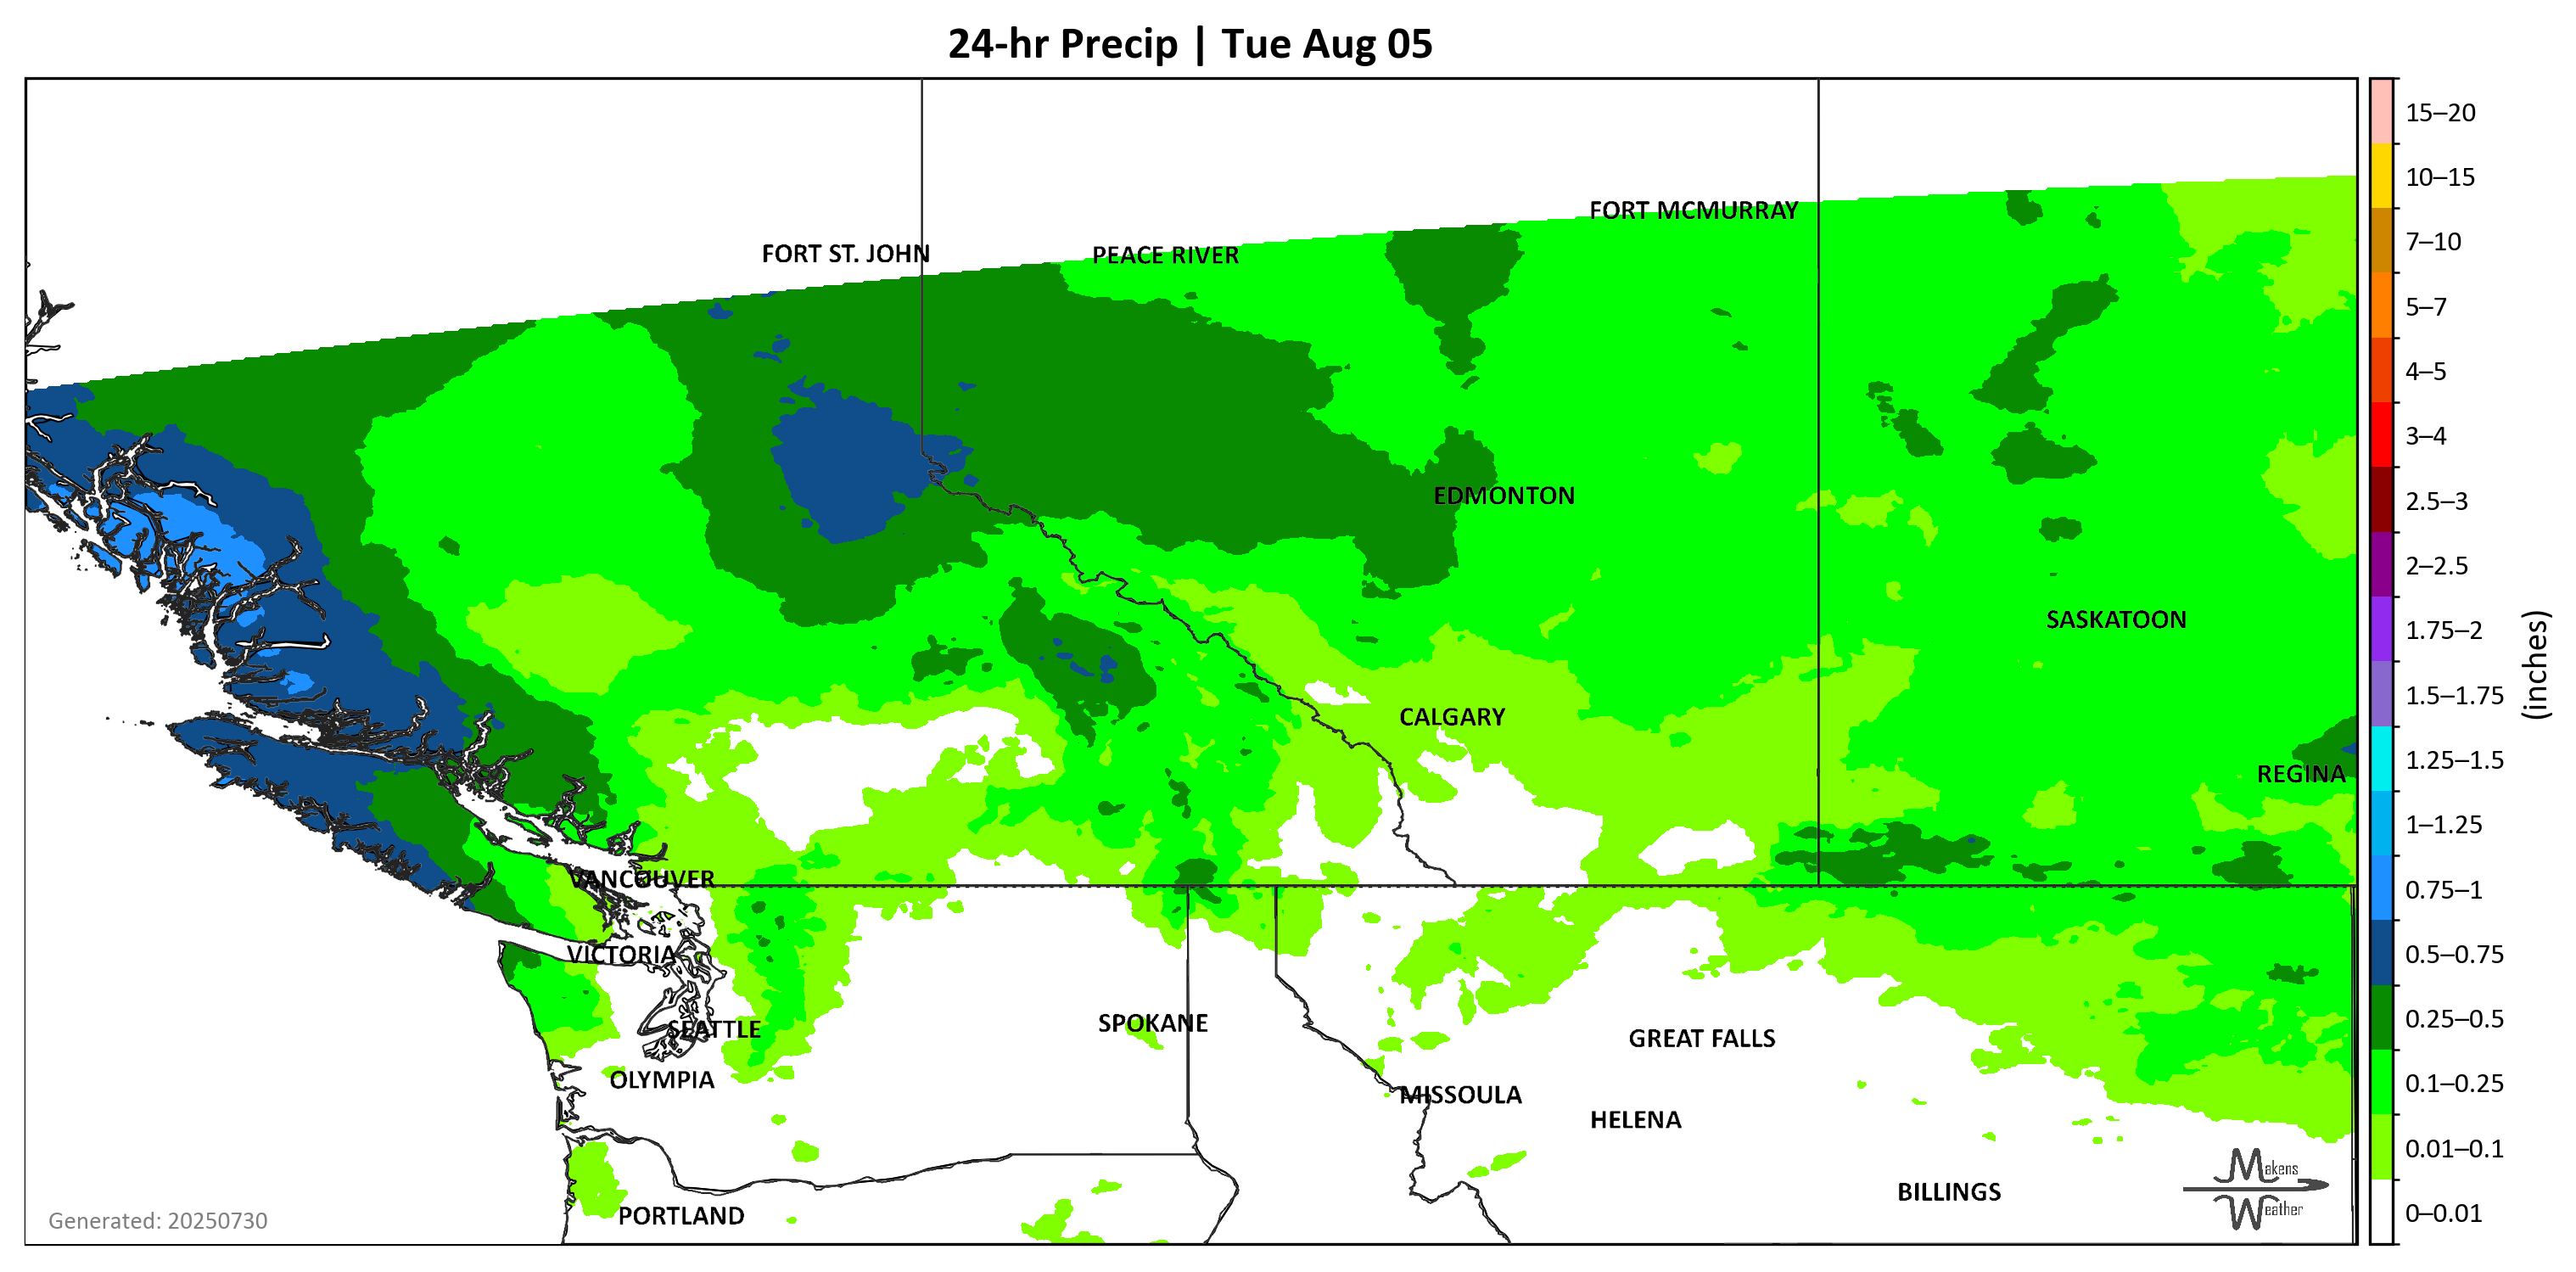 24-hr Precip | Tue Aug 05
FORT MCMURRAY
FORT ST. JOHN
PEACE RIVER
EDMONTON
SASKATOON
CALGARY
REGINA
VANCOUVER
VICTORIA
SPOKANE
SEATTLE
GREAT FALLS
OLYMPIA
MISSOULA
HELENA
BILLINGS
PORTLAND
Generated: 20250730
Makens
Weather
15–20
10–15
7–10
5–7
4–5
3–4
2.5–3
2–2.5
1.75–2
1.5–1.75
1.25–1.5
1–1.25
0.75–1
0.5–0.75
0.25–0.5
0.1–0.25
0.01–0.1
0–0.01
(inches)